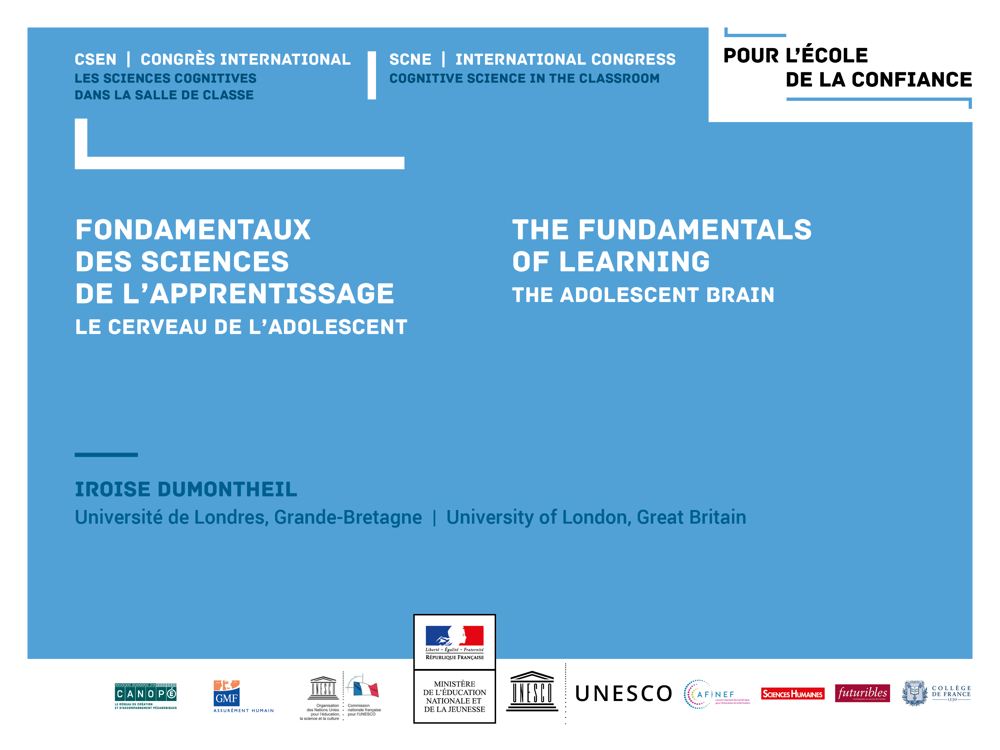 CSEN | CONGRÈS INTERNATIONAL
LES SCIENCES COGNITIVES
DANS LA SALLE DE CLASSE
SCNE | INTERNATIONAL CONGRESS
COGNITIVE SCIENCE IN THE CLASSROOM
POUR L'ÉCOLE
DE LA CONFIANCE
FONDAMENTAUX
DES SCIENCES
DE L'APPRENTISSAGE
LE CERVEAU DE L'ADOLESCENT
THE FUNDAMENTALS
OF LEARNING
THE ADOLESCENT BRAIN
IROISE DUMONTHEIL
Université de Londres, Grande-Bretagne | University of London, Great Britain
RESEAU-CANOPE.FR
CANOPÉ
LE RÉSEAU DE CRÉATION
ET D'ACCOMPAGNEMENT PÉDAGOGIQUES
GMF
ASSURÉMENT HUMAIN
UNESCO
Organisation
des Nations Unies
pour l'éducation,
la science et la culture
Commission
nationale française
pour l'UNESCO
Liberté • Égalité • Fraternité
RÉPUBLIQUE FRANÇAISE
MINISTÈRE
DE L'ÉDUCATION
NATIONALE ET
DE LA JEUNESSE
UNESCO
UNESCO
AFINEF
Les entreprises du numérique
pour l'éducation et la formation
SCIENCES HUMAINES
futuribles
L'anticipation au service de l'action
COLLÈGE
DE FRANCE
1530